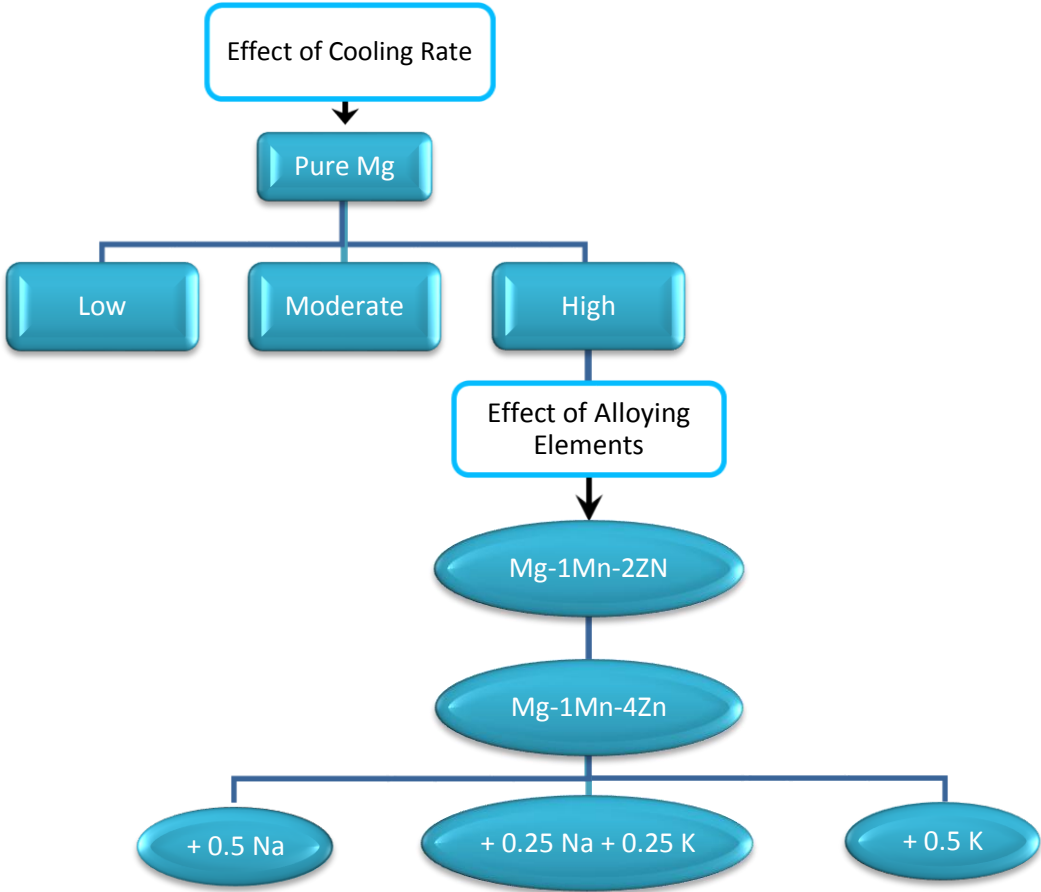 Effect of Cooling Rate
Pure Mg
Low
Moderate
High
Effect of Alloying
Elements
Mg-1Mn-2ZN
Mg-1Mn-4Zn
+ 0.5 Na
+ 0.25 Na + 0.25 K
+ 0.5 K